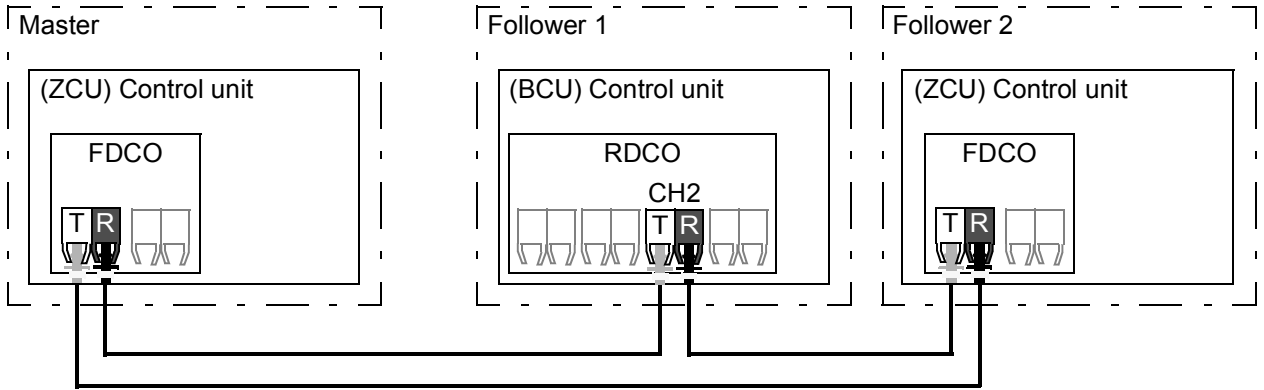 Master
(ZCU) Control unit
FDCO
T R
Follower 1
(BCU) Control unit
RDCO
CH2
T R
Follower 2
(ZCU) Control unit
FDCO
T R